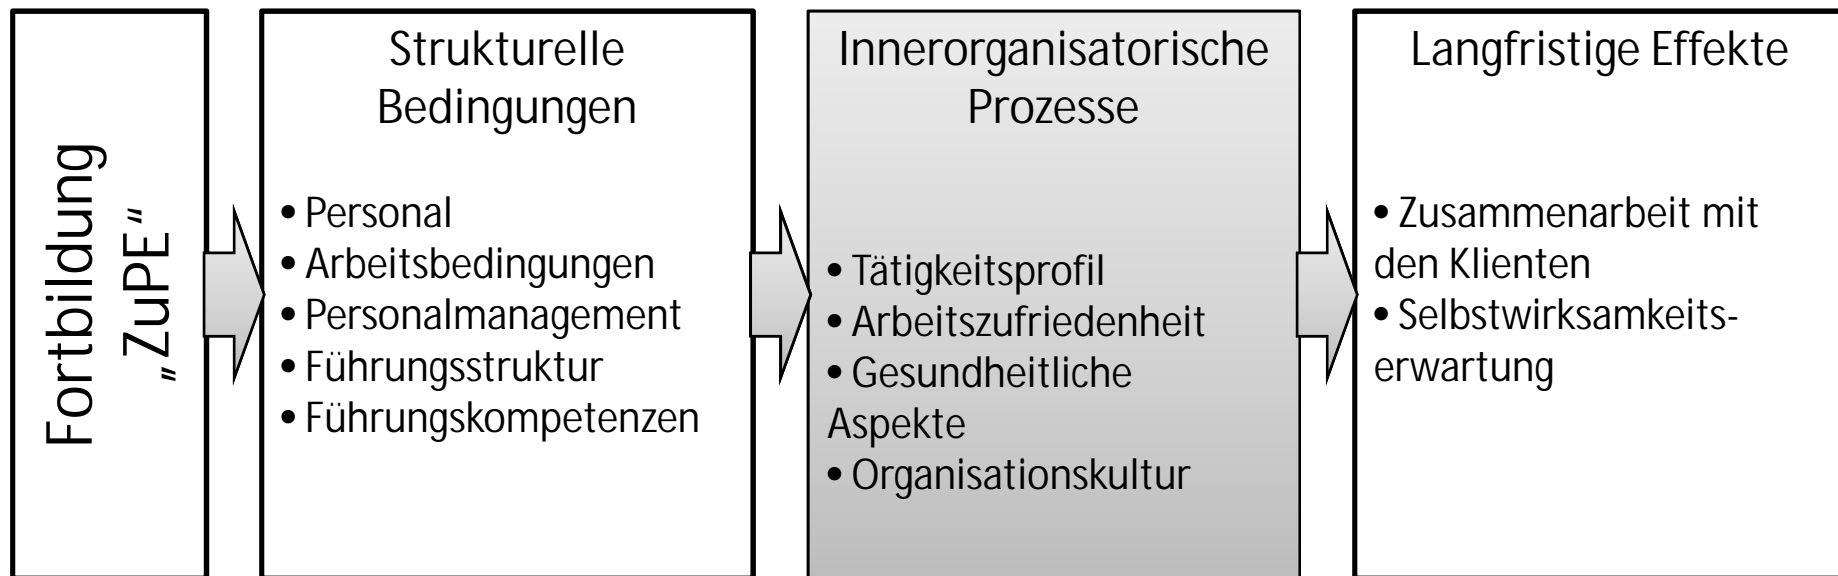 Fortbildung
„ZuPE“
Strukturelle
Bedingungen
• Personal
• Arbeitsbedingungen
• Personalmanagement
• Führungsstruktur
• Führungskompetenzen
Innerorganisatorische
Prozesse
• Tätigkeitsprofil
• Arbeitszufriedenheit
• Gesundheitliche
Aspekte
• Organisationskultur
Langfristige Effekte
• Zusammenarbeit mit
den Klienten
• Selbstwirksamkeits-
erwartung